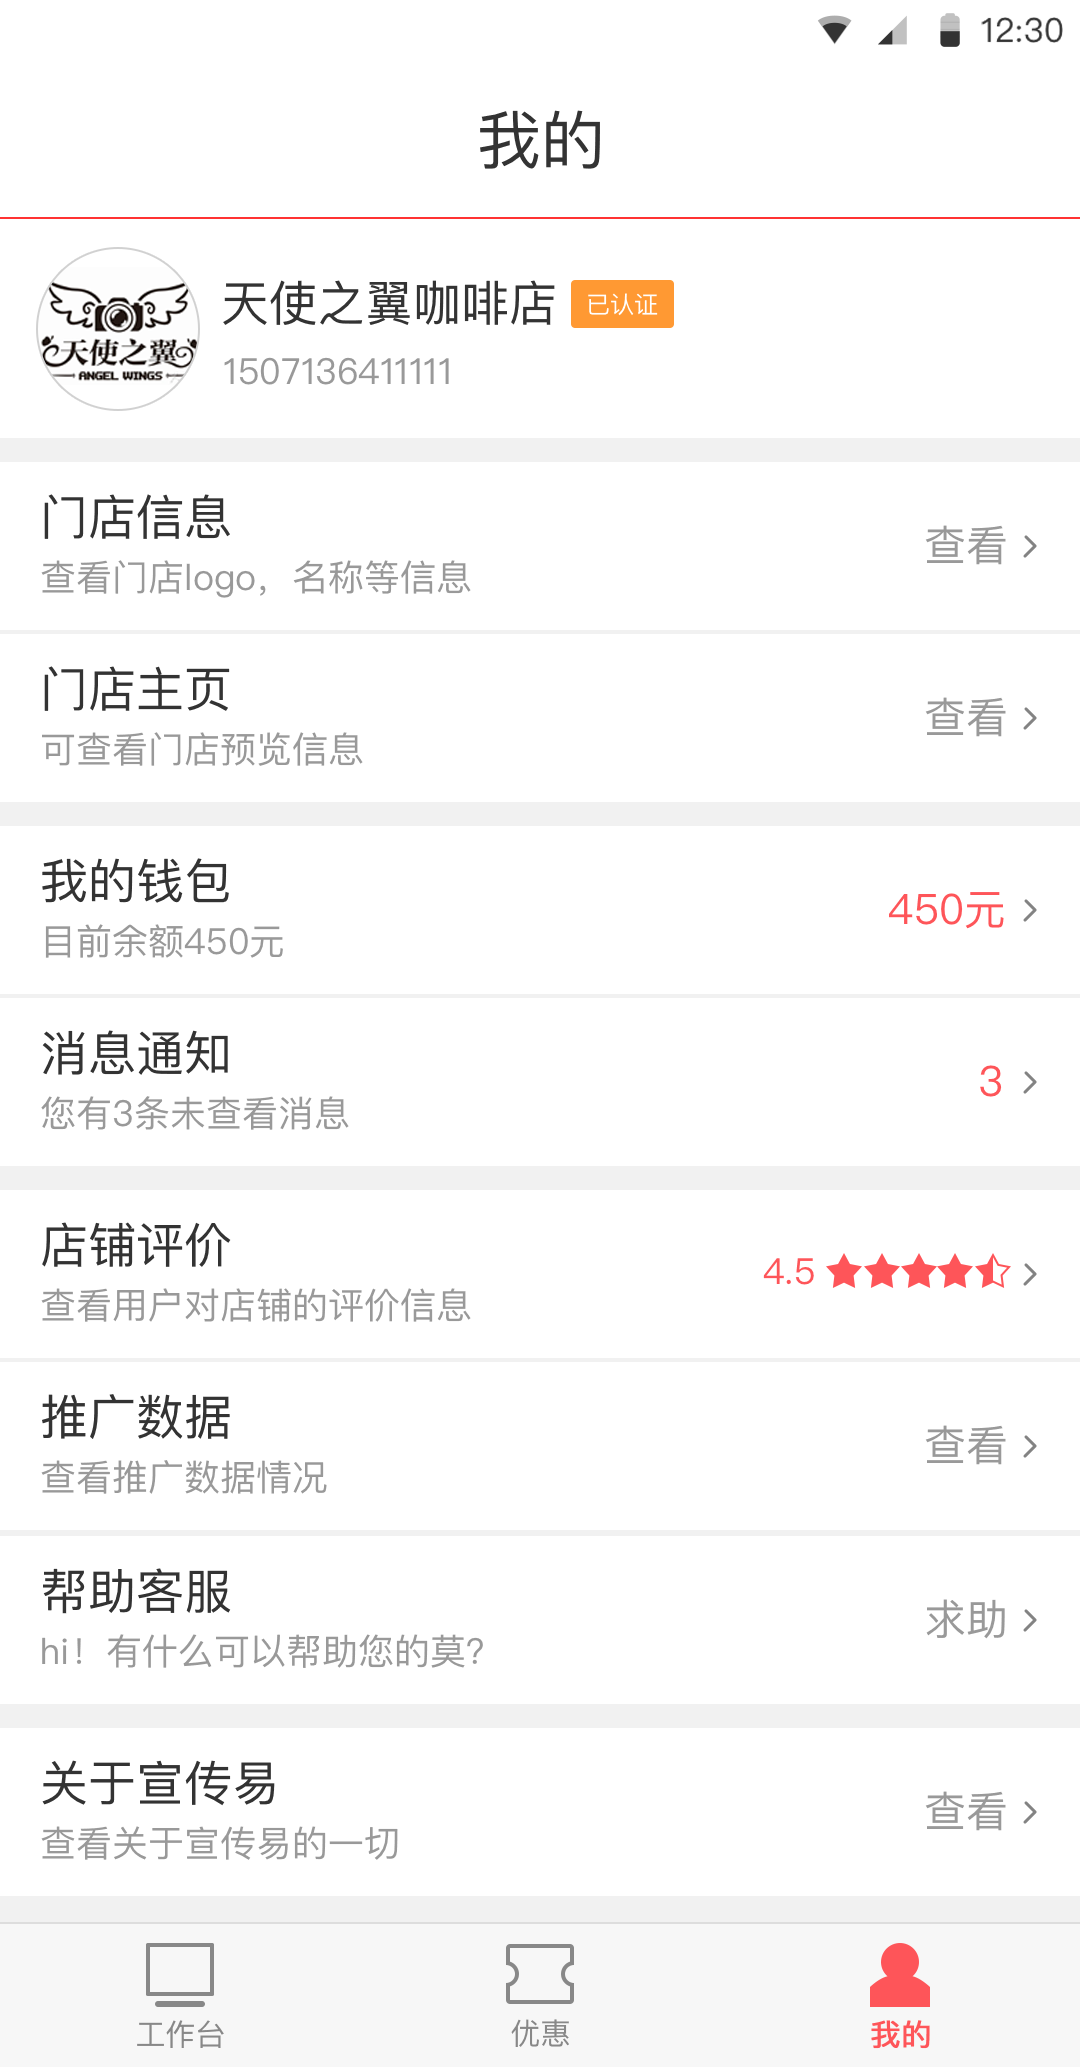 12:30
我的
天使之翼咖啡店 已认证
天使之翼
ANGEL WINGS
1507136411111
门店信息
查看门店logo，名称等信息
查看
门店主页
可查看门店预览信息
查看
我的钱包
目前余额450元
450元
消息通知
您有3条未查看消息
3
店铺评价
查看用户对店铺的评价信息
4.5
推广数据
查看推广数据情况
查看
帮助客服
hi！有什么可以帮助您的莫?
求助
关于宣传易
查看关于宣传易的一切
查看
工作台
优惠
我的